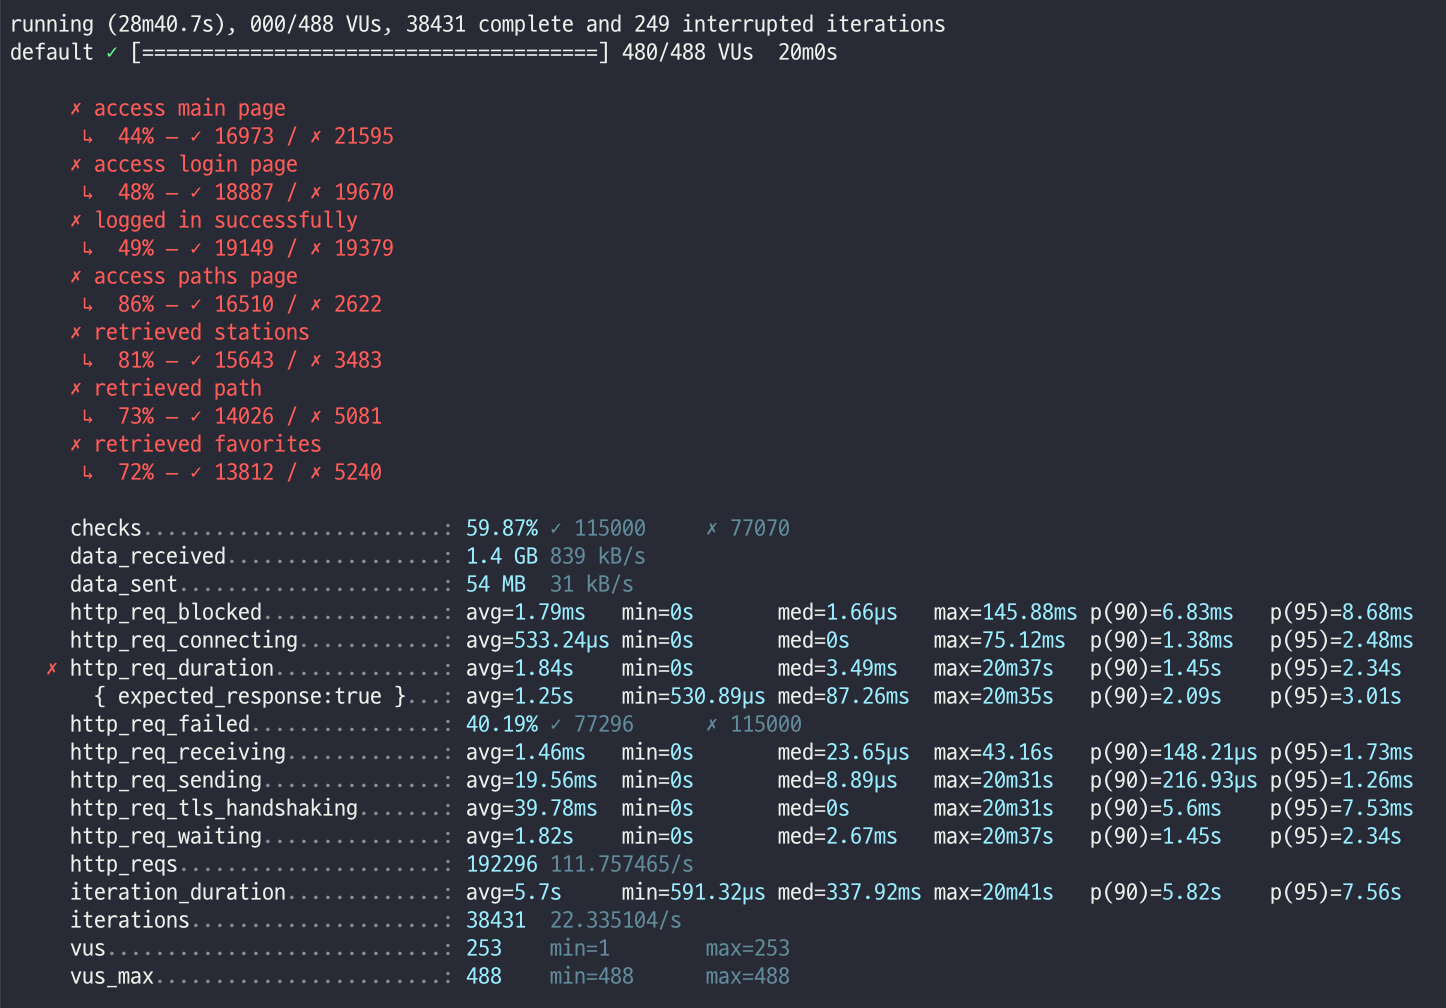 running (28m40.7s), 000/488 VUs, 38431 complete and 249 interrupted iterations
default ✓ [======================================] 480/488 VUs  20m0s
✗ access main page
↳  44% — ✓ 16973 / ✗ 21595
✗ access login page
↳  48% — ✓ 18887 / ✗ 19670
✗ logged in successfully
↳  49% — ✓ 19149 / ✗ 19379
✗ access paths page
↳  86% — ✓ 16510 / ✗ 2622
✗ retrieved stations
↳  81% — ✓ 15643 / ✗ 3483
✗ retrieved path
↳  73% — ✓ 14026 / ✗ 5081
✗ retrieved favorites
↳  72% — ✓ 13812 / ✗ 5240
checks.........................: 59.87% ✓ 115000     ✗ 77070
data_received..................: 1.4 GB 839 kB/s
data_sent......................: 54 MB  31 kB/s
http_req_blocked...............: avg=1.79ms   min=0s       med=1.66µs   max=145.88ms p(90)=6.83ms   p(95)=8.68ms
http_req_connecting............: avg=533.24µs min=0s       med=0s       max=75.12ms  p(90)=1.38ms   p(95)=2.48ms
✗ http_req_duration..............: avg=1.84s    min=0s       med=3.49ms   max=20m37s   p(90)=1.45s    p(95)=2.34s
{ expected_response:true }...: avg=1.25s    min=530.89µs med=87.26ms  max=20m35s   p(90)=2.09s    p(95)=3.01s
http_req_failed................: 40.19% ✓ 77296      ✗ 115000
http_req_receiving.............: avg=1.46ms   min=0s       med=23.65µs  max=43.16s   p(90)=148.21µs p(95)=1.73ms
http_req_sending...............: avg=19.56ms  min=0s       med=8.89µs   max=20m31s   p(90)=216.93µs p(95)=1.26ms
http_req_tls_handshaking.......: avg=39.78ms  min=0s       med=0s       max=20m31s   p(90)=5.6ms    p(95)=7.53ms
http_req_waiting...............: avg=1.82s    min=0s       med=2.67ms   max=20m37s   p(90)=1.45s    p(95)=2.34s
http_reqs......................: 192296 111.757465/s
iteration_duration.............: avg=5.7s     min=591.32µs med=337.92ms max=20m41s   p(90)=5.82s    p(95)=7.56s
iterations.....................: 38431  22.335104/s
vus............................: 253    min=1        max=253
vus_max........................: 488    min=488      max=488